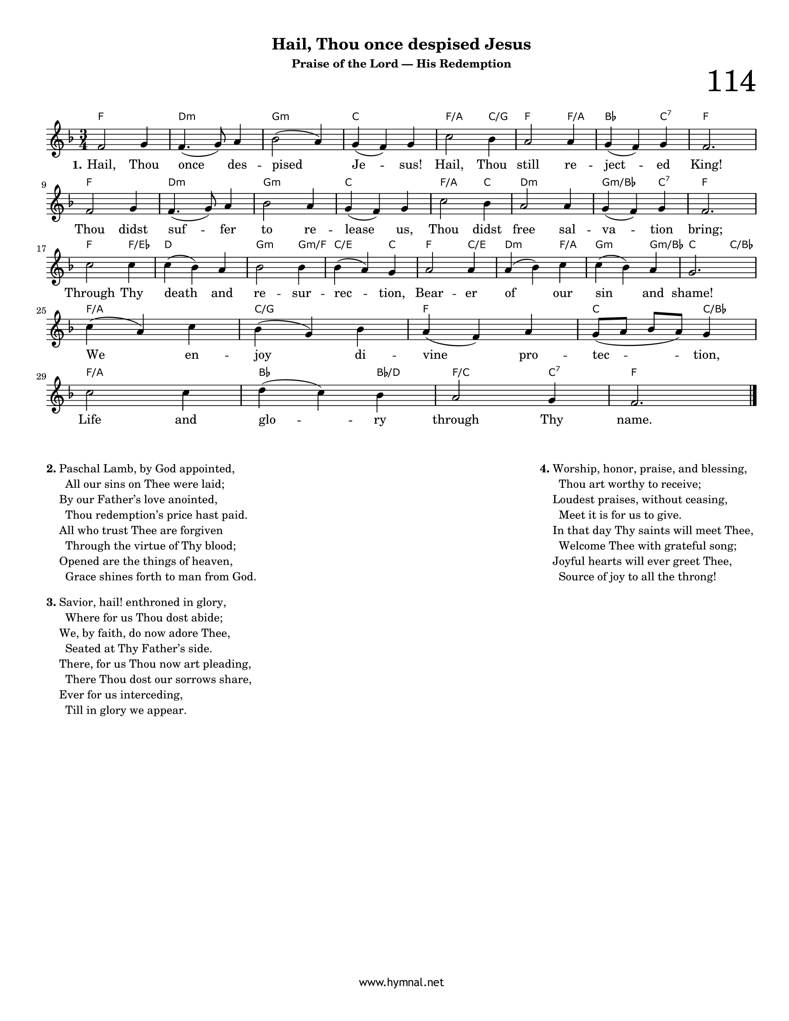 Hail, Thou once despised Jesus
Praise of the Lord — His Redemption
114
F Dm Gm C F/A C/G F F/A B♭ C7 F
1. Hail, Thou once des - pised Je - sus! Hail, Thou still re - ject - ed King!
9
F Dm Gm C F/A C Dm Gm/B♭ C7 F
Thou didst suf - fer to re - lease us, Thou didst free sal - va - tion bring;
17
F F/E♭ D Gm Gm/F C/E C F C/E Dm F/A Gm Gm/B♭ C C/B♭
Through Thy death and re - sur - rec - tion, Bear - er of our sin and shame!
25
F/A C/G F C C/B♭
We en - joy di - vine pro - tec - - tion,
29
F/A B♭ B♭/D F/C C7 F
Life and glo - - ry through Thy name.
2. Paschal Lamb, by God appointed,
All our sins on Thee were laid;
By our Father's love anointed,
Thou redemption's price hast paid.
All who trust Thee are forgiven
Through the virtue of Thy blood;
Opened are the things of heaven,
Grace shines forth to man from God.
3. Savior, hail! enthroned in glory,
Where for us Thou dost abide;
We, by faith, do now adore Thee,
Seated at Thy Father's side.
There, for us Thou now art pleading,
There Thou dost our sorrows share,
Ever for us interceding,
Till in glory we appear.
4. Worship, honor, praise, and blessing,
Thou art worthy to receive;
Loudest praises, without ceasing,
Meet it is for us to give.
In that day Thy saints will meet Thee,
Welcome Thee with grateful song;
Joyful hearts will ever greet Thee,
Source of joy to all the throng!
www.hymnal.net